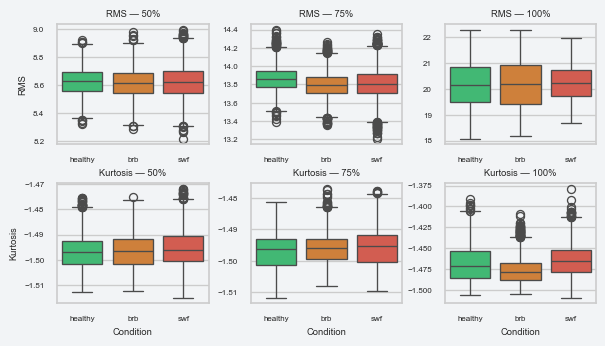 RMS — 50%
RMS — 75%
RMS — 100%
RMS
9.0
8.8
8.6
8.4
8.2
14.4
14.2
14.0
13.8
13.6
13.4
13.2
22
21
20
19
18
healthy brb swf
healthy brb swf
healthy brb swf
Kurtosis — 50%
Kurtosis — 75%
Kurtosis — 100%
Kurtosis
−1.47
−1.48
−1.49
−1.50
−1.51
−1.48
−1.49
−1.50
−1.51
−1.375
−1.400
−1.425
−1.450
−1.475
−1.500
healthy brb swf
healthy brb swf
healthy brb swf
Condition
Condition
Condition